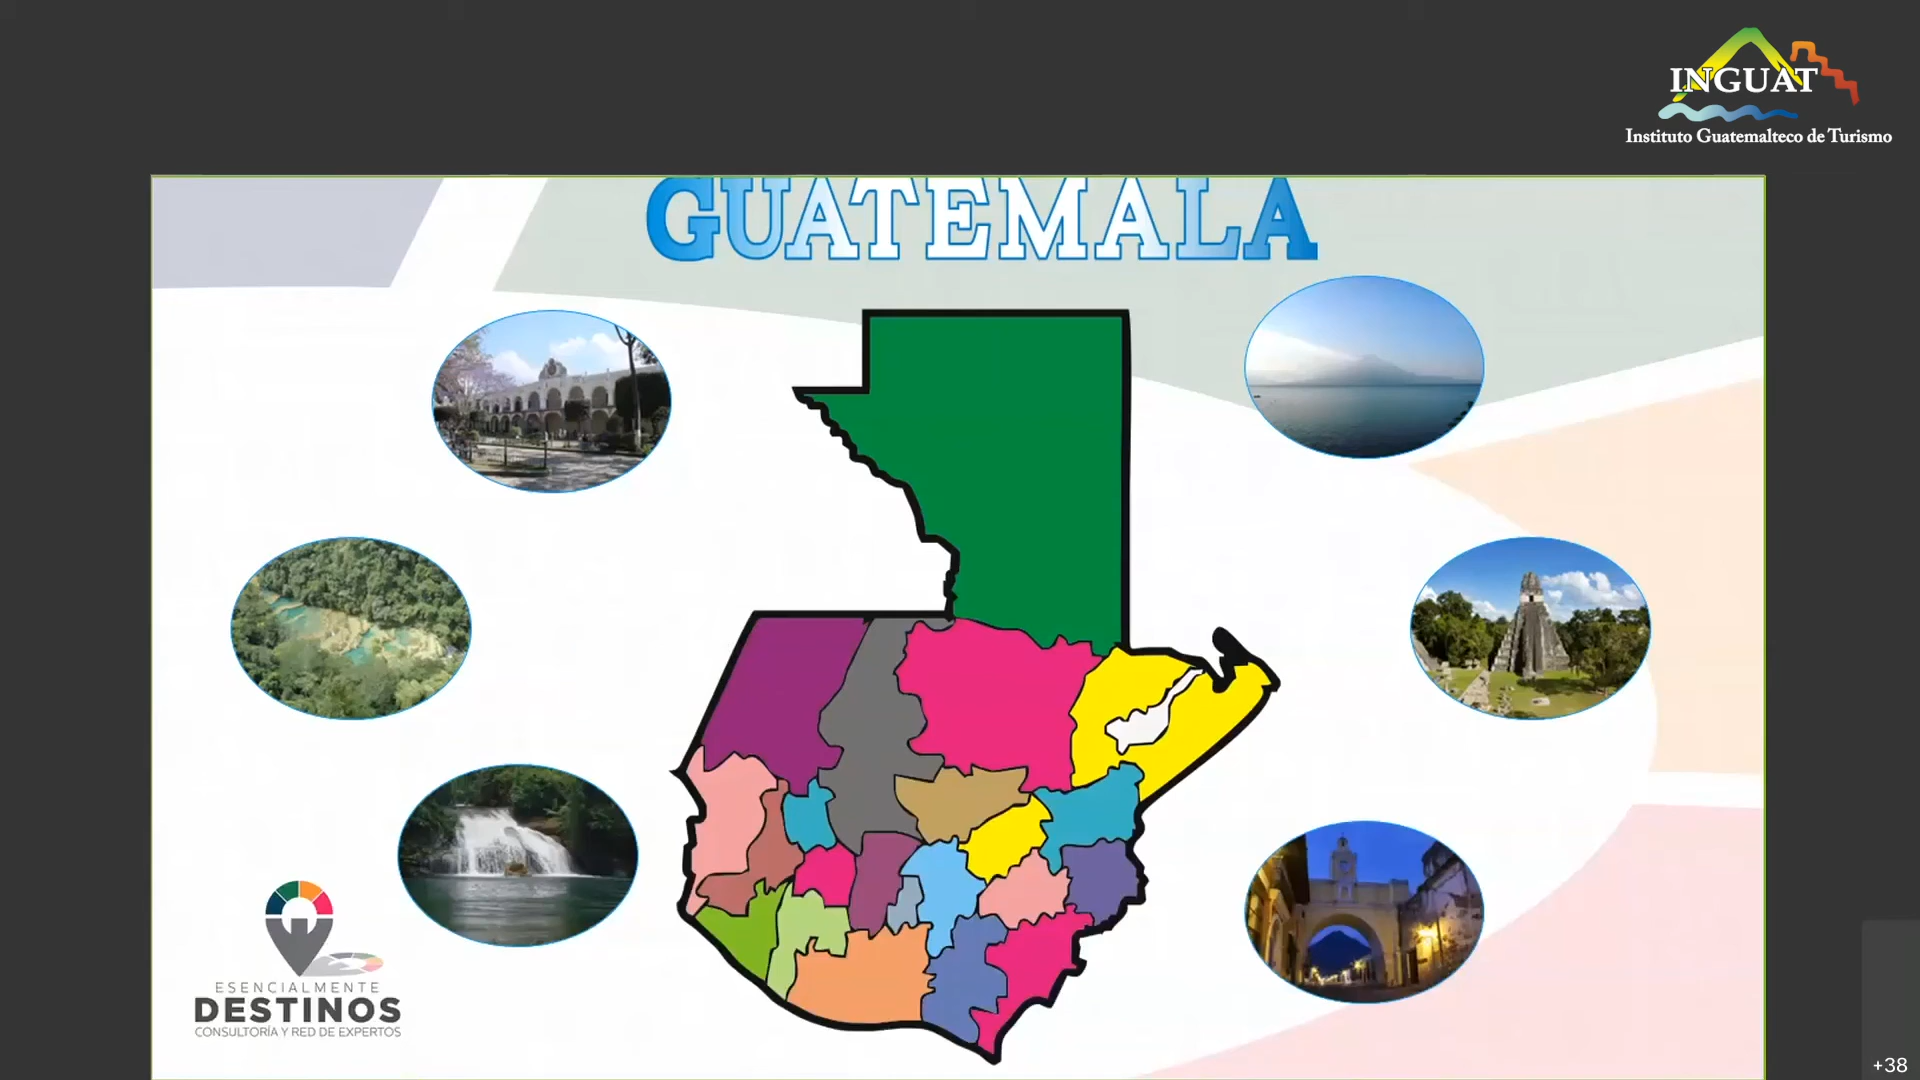 INGUAT
Instituto Guatemalteco de Turismo
GUATEMALA
ESENCIALMENTE
DESTINOS
CONSULTORÍA Y RED DE EXPERTOS
+38